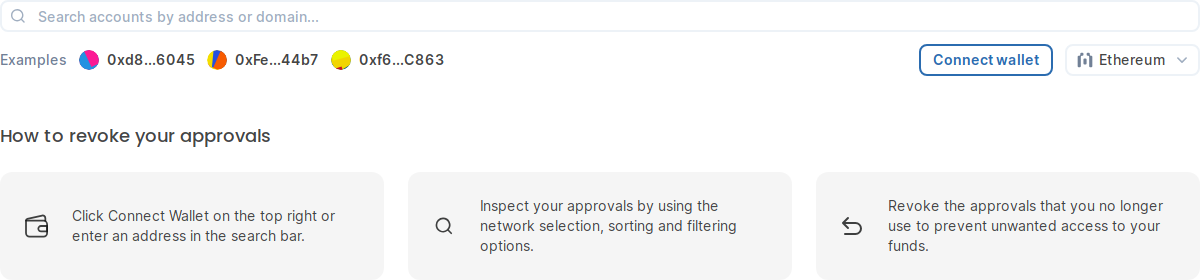 Search accounts by address or domain...
Examples 0xd8...6045 0xFe...44b7 0xf6...C863 Connect wallet Ethereum
How to revoke your approvals
Click Connect Wallet on the top right or
enter an address in the search bar.
Inspect your approvals by using the
network selection, sorting and filtering
options.
Revoke the approvals that you no longer
use to prevent unwanted access to your
funds.